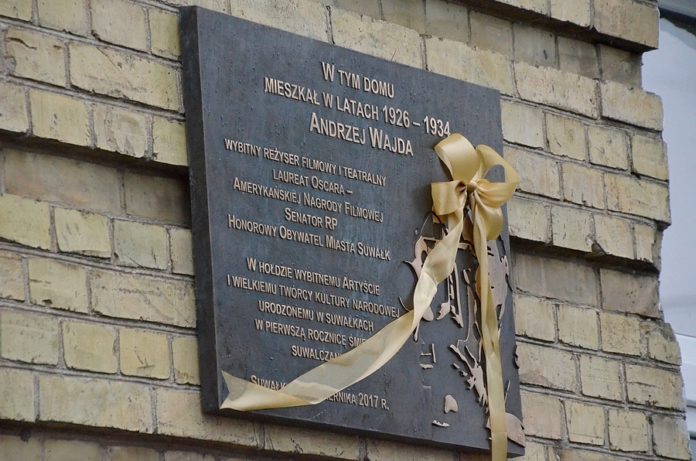 W TYM DOMU
MIESZKAŁ W LATACH 1926 – 1934
ANDRZEJ WAJDA
WYBITNY REŻYSER FILMOWY I TEATRALNY
LAUREAT OSCARA –
AMERYKAŃSKIEJ NAGRODY FILMOWEJ
SENATOR RP
HONOROWY OBYWATEL MIASTA SUWAŁK
W HOŁDZIE WYBITNEMU ARTYŚCIE
I WIELKIEMU TWÓRCY KULTURY NARODOWEJ
URODZONEMU W SUWAŁKACH
W PIERWSZĄ ROCZNICĘ
2017 R.